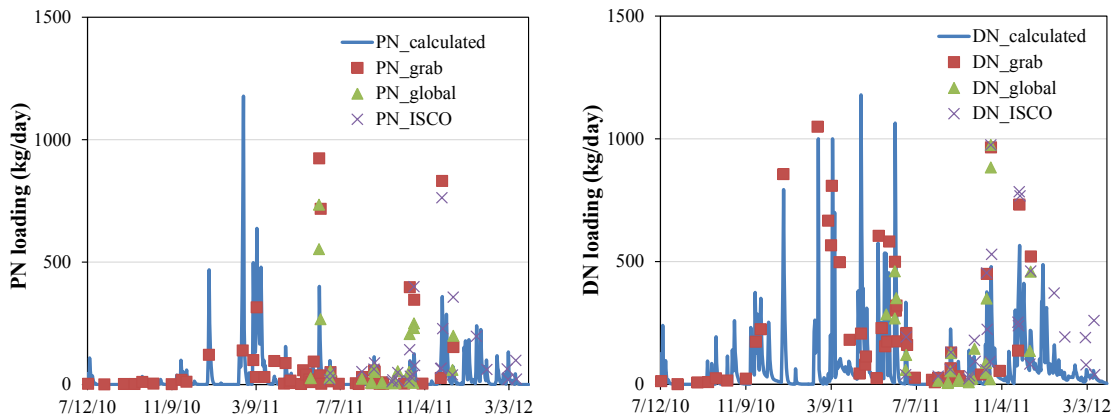 1500
PN_calculated
PN_grab
PN_global
PN_ISCO
1000
500
0
PN loading (kg/day)
7/12/10 11/9/10 3/9/11 7/7/11 11/4/11 3/3/12
1500
DN_calculated
DN_grab
DN_global
DN_ISCO
1000
500
0
DN loading (kg/day)
7/12/10 11/9/10 3/9/11 7/7/11 11/4/11 3/3/12